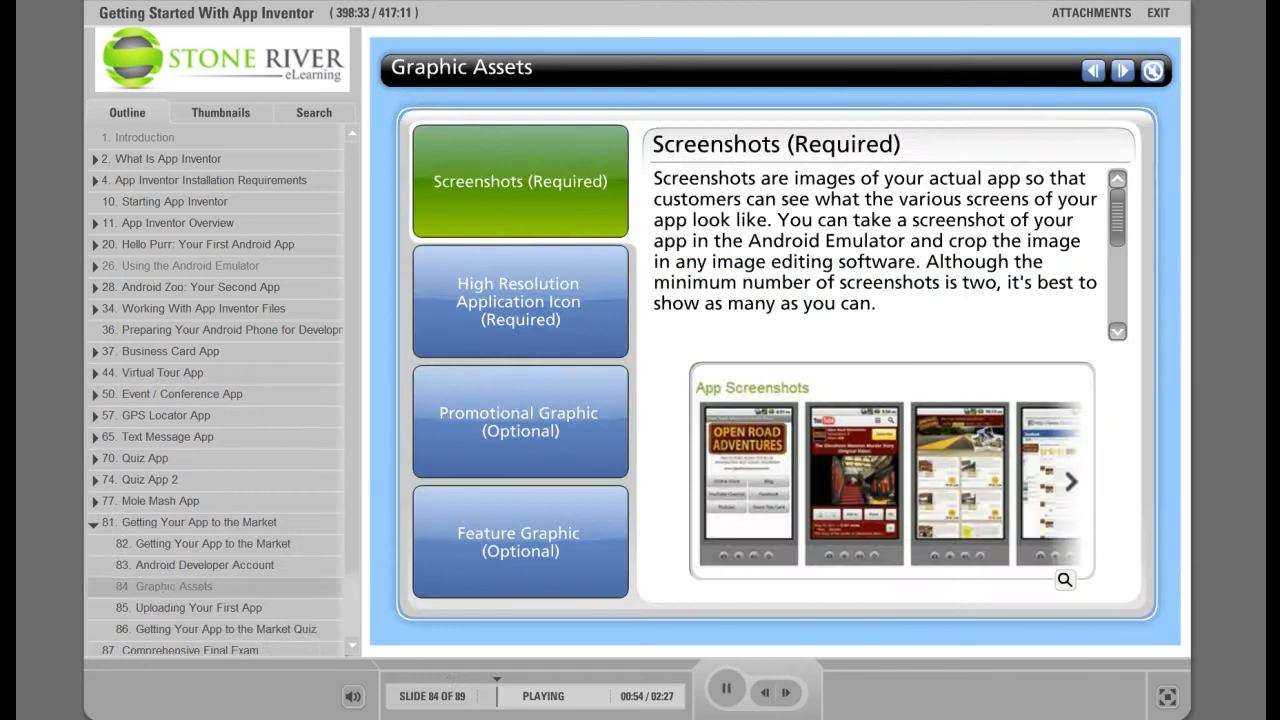 Getting Started With App Inventor ( 398:33 / 417:11 )
ATTACHMENTS EXIT
STONE RIVER
eLearning
Outline Thumbnails Search
1. Introduction
2. What Is App Inventor
4. App Inventor Installation Requirements
10. Starting App Inventor
11. App Inventor Overview
20. Hello Purr: Your First Android App
26. Using the Android Emulator
28. Android Zoo: Your Second App
34. Working With App Inventor Files
36. Preparing Your Android Phone for Developr
37. Business Card App
44. Virtual Tour App
50. Event / Conference App
57. GPS Locator App
65. Text Message App
70. Quiz App
74. Quiz App 2
77. Mole Mash App
81. Getting Your App to the Market
82. Getting Your App to the Market
83. Android Developer Account
84 Graphic Assets
85. Uploading Your First App
86. Getting Your App to the Market Quiz
87. Comprehensive Final Exam
Graphic Assets
Screenshots (Required)
High Resolution
Application Icon
(Required)
Promotional Graphic
(Optional)
Feature Graphic
(Optional)
Screenshots (Required)
Screenshots are images of your actual app so that
customers can see what the various screens of your
app look like. You can take a screenshot of your
app in the Android Emulator and crop the image
in any image editing software. Although the
minimum number of screenshots is two, it's best to
show as many as you can.
App Screenshots
OPEN ROAD
ADVENTURES
SLIDE 84 OF 89 PLAYING 00:54 / 02:27